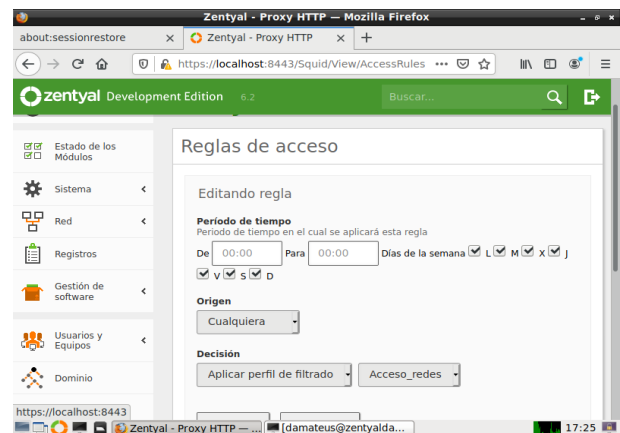 Zentyal - Proxy HTTP — Mozilla Firefox
about:sessionrestore
Zentyal - Proxy HTTP
https://localhost:8443/Squid/View/AccessRules
zentyal Development Edition 6.2
Buscar...
Estado de los
Módulos
Sistema
Red
Registros
Gestión de
software
Usuarios y
Equipos
Dominio
Reglas de acceso
Editando regla
Período de tiempo
Periodo de tiempo en el cual se aplicará esta regla
De 00:00 Para 00:00 Días de la semana L M X J
V S D
Origen
Cualquiera
Decisión
Aplicar perfil de filtrado Acceso_redes
https://localhost:8443
Zentyal - Proxy HTTP — ... [damateus@zentyalda... 17:25